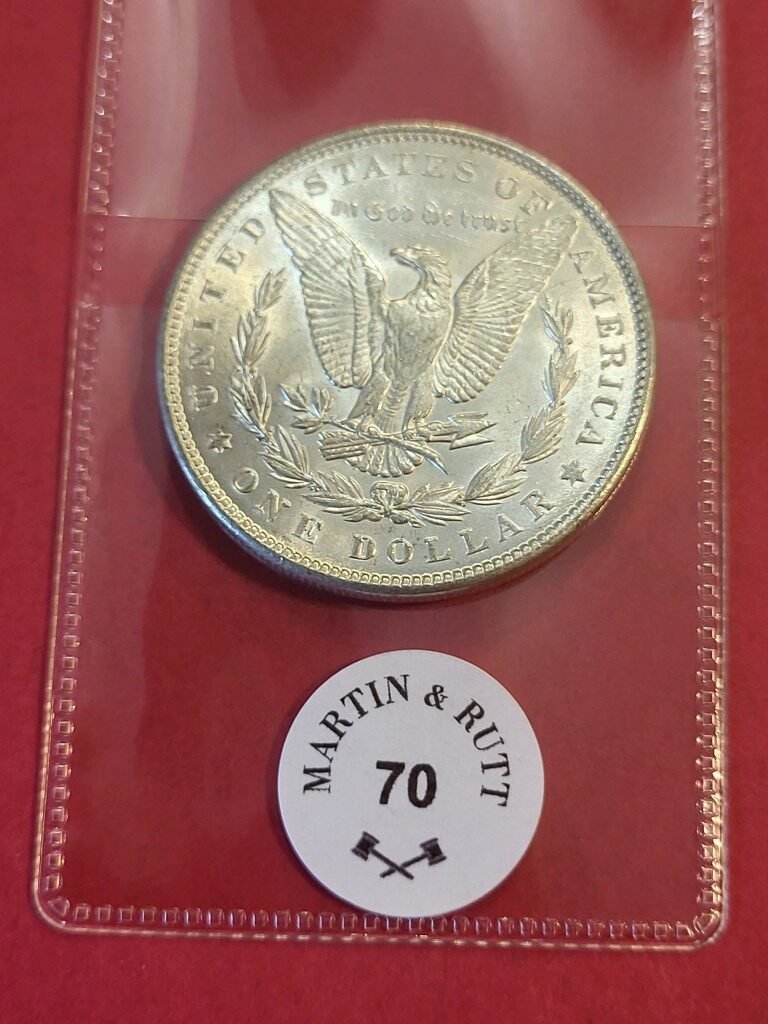 UNITED STATES OF AMERICA
In God We trust
ONE DOLLAR
MARTIN & RUTT
70